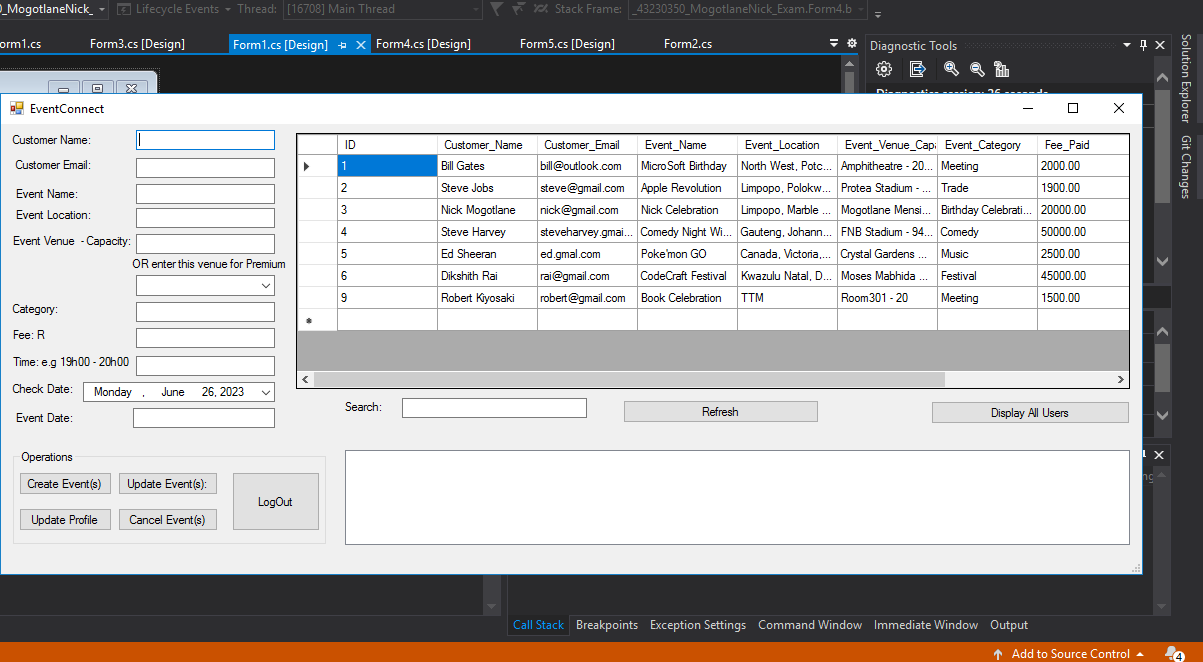 0_MogotlaneNick_ Lifecycle Events Thread: [16708] Main Thread Stack Frame: _43230350_MogotlaneNick_Exam.Form4.b
orm1.cs Form3.cs [Design] Form1.cs [Design] Form4.cs [Design] Form5.cs [Design] Form2.cs
Diagnostic Tools
Diagnostics session: 26 seconds
Solution Explorer
Git Changes
EventConnect
Customer Name:
Customer Email:
Event Name:
Event Location:
Event Venue - Capacity:
OR enter this venue for Premium
Category:
Fee: R
Time: e.g 19h00 - 20h00
Check Date: Monday , June 26, 2023
Event Date:
ID Customer_Name Customer_Email Event_Name Event_Location Event_Venue_Capa Event_Category Fee_Paid
1 Bill Gates bill@outlook.com MicroSoft Birthday North West, Potc... Amphitheatre - 20... Meeting 2000.00
2 Steve Jobs steve@gmail.com Apple Revolution Limpopo, Polokw... Protea Stadium - ... Trade 1900.00
3 Nick Mogotlane nick@gmail.com Nick Celebration Limpopo, Marble ... Mogotlane Mensi... Birthday Celebrati... 20000.00
4 Steve Harvey steveharvey.gmai... Comedy Night Wi... Gauteng, Johann... FNB Stadium - 94... Comedy 50000.00
5 Ed Sheeran ed.gmal.com Poke'mon GO Canada, Victoria,... Crystal Gardens ... Music 2500.00
6 Dikshith Rai rai@gmail.com CodeCraft Festival Kwazulu Natal, D... Moses Mabhida ... Festival 45000.00
9 Robert Kiyosaki robert@gmail.com Book Celebration TTM Room301 - 20 Meeting 1500.00
Search:
Refresh
Display All Users
Operations
Create Event(s) Update Event(s):
LogOut
Update Profile Cancel Event(s)
Call Stack Breakpoints Exception Settings Command Window Immediate Window Output
Add to Source Control 4